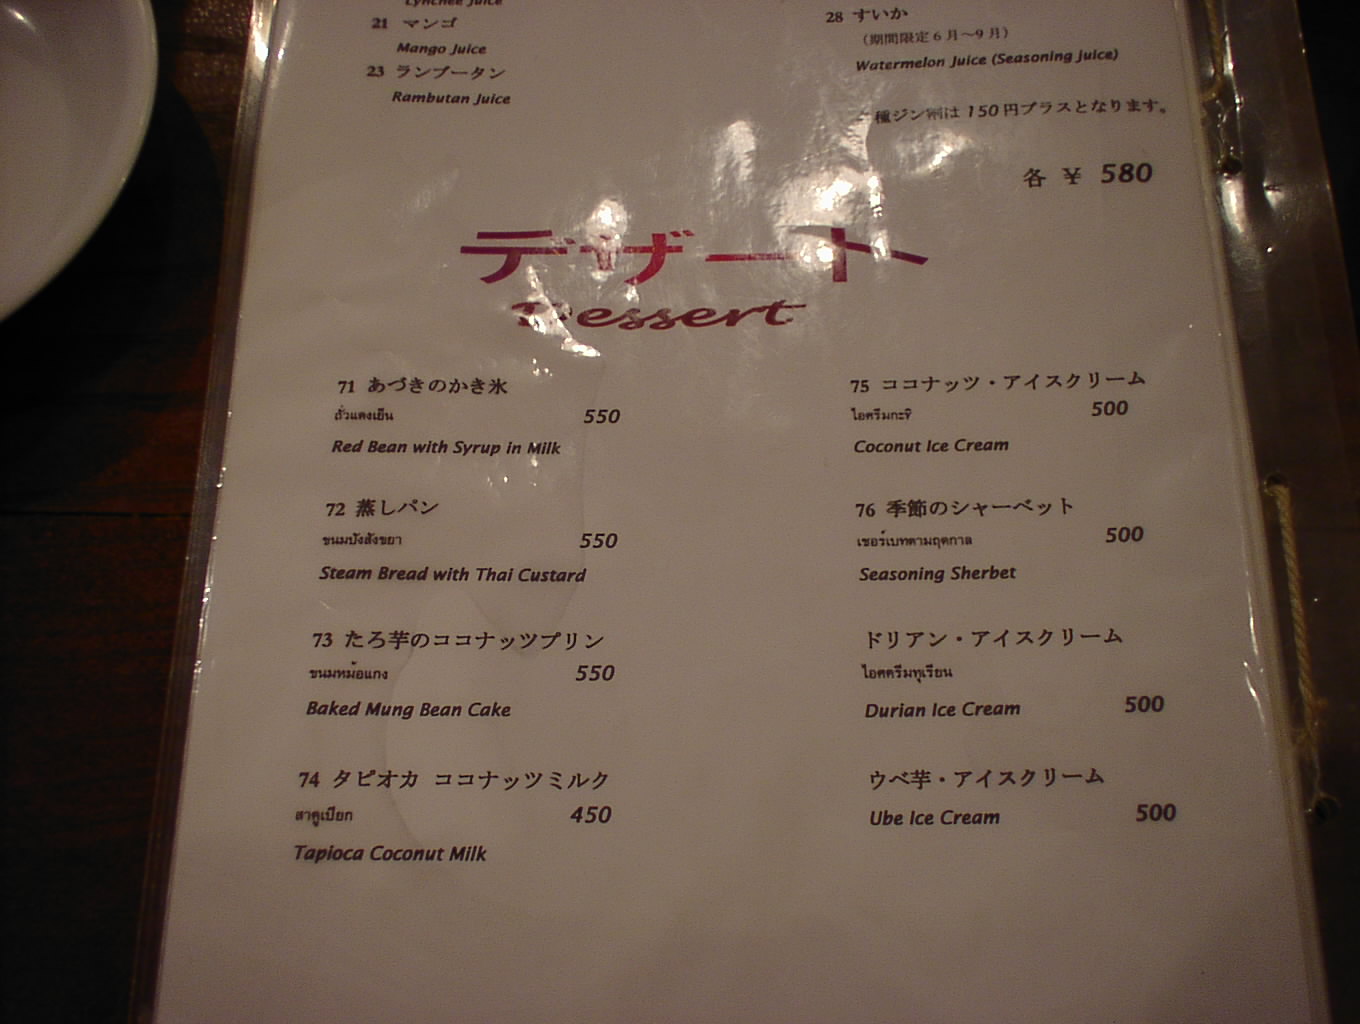 Lynchee Juice
21 マンゴ
Mango Juice
23 ランブータン
Rambutan Juice
28 すいか
（期間限定6月～9月）
Watermelon Juice (Seasoning juice)
種ジン割は150円プラスとなります。
各 ¥ 580
デザート
Dessert
71 あづきのかき氷
ถั่วแดงเย็น 550
Red Bean with Syrup in Milk
72 蒸しパン
ขนมปังสังขยา 550
Steam Bread with Thai Custard
73 たろ芋のココナッツプリン
ขนมหม้อแกง 550
Baked Mung Bean Cake
74 タピオカ ココナッツミルク
สาคูเปียก 450
Tapioca Coconut Milk
75 ココナッツ・アイスクリーム
ไอครีมกะทิ 500
Coconut Ice Cream
76 季節のシャーベット
เชอร์เบทตามฤดูกาล 500
Seasoning Sherbet
ドリアン・アイスクリーム
ไอศครีมทุเรียน
Durian Ice Cream 500
ウベ芋・アイスクリーム
Ube Ice Cream 500